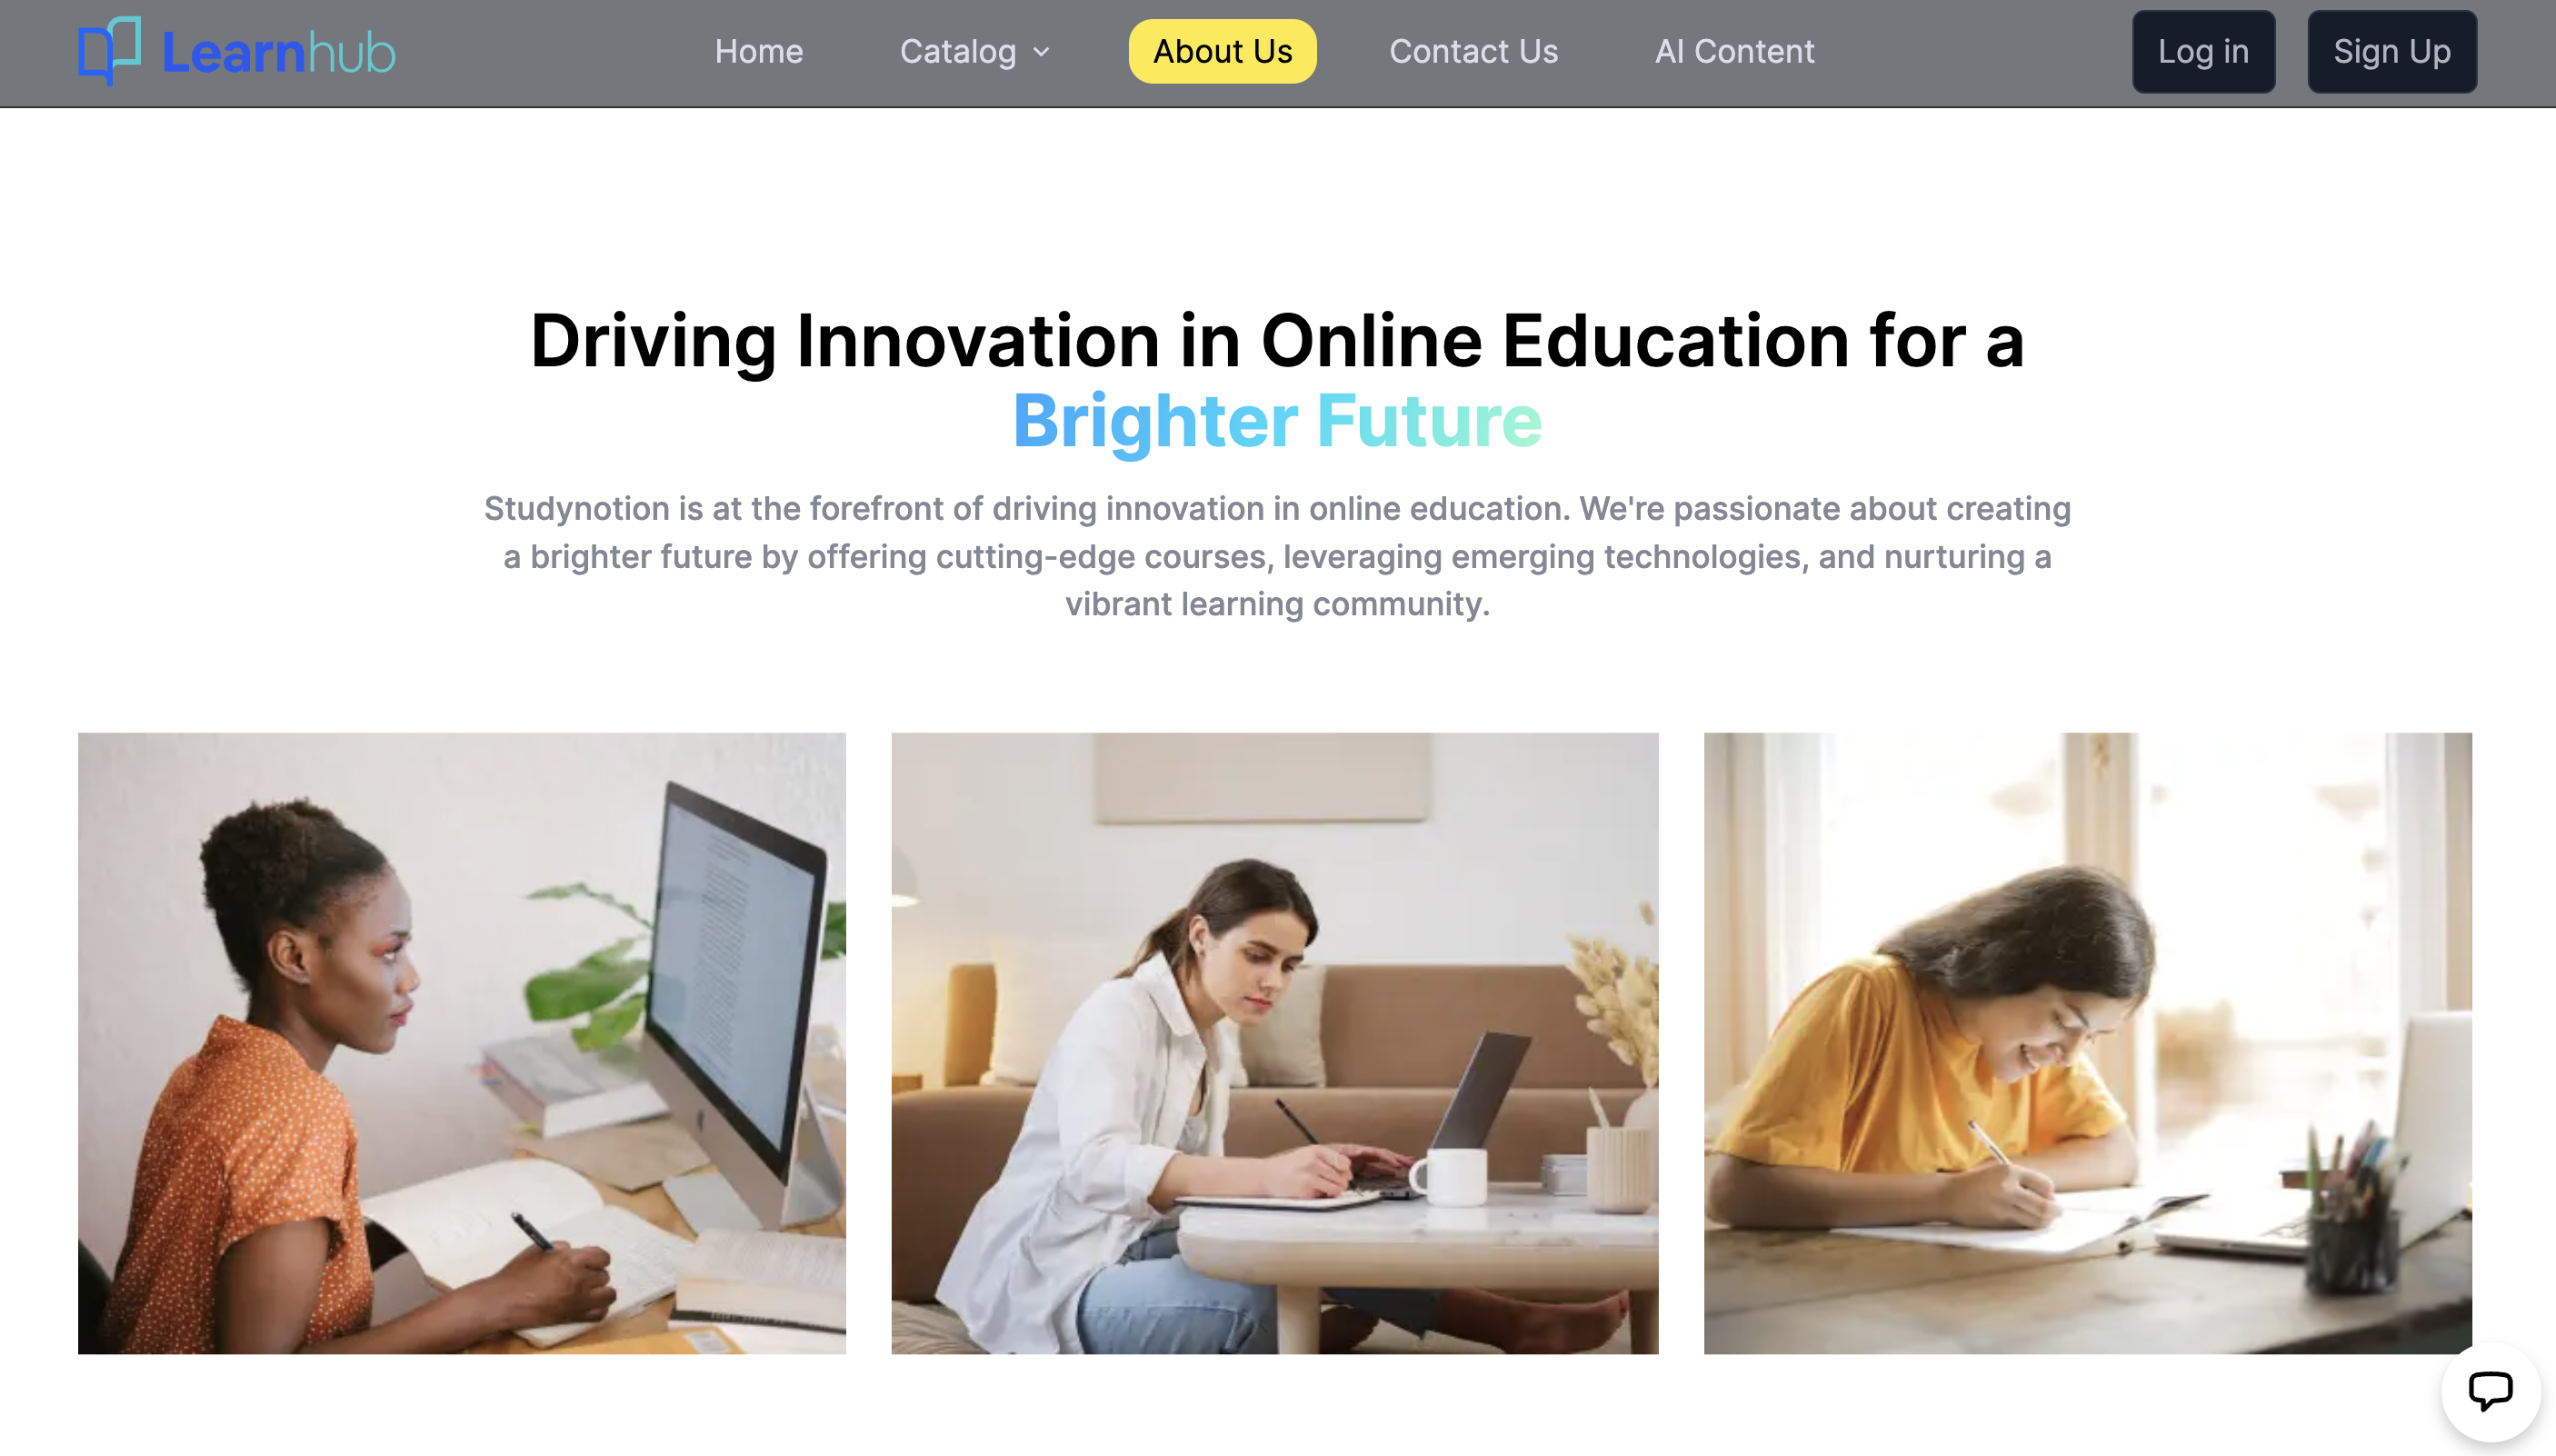 Learnhub
Home
Catalog
About Us
Contact Us
AI Content
Log in
Sign Up
Driving Innovation in Online Education for a
Brighter Future
Studynotion is at the forefront of driving innovation in online education. We're passionate about creating
a brighter future by offering cutting-edge courses, leveraging emerging technologies, and nurturing a
vibrant learning community.